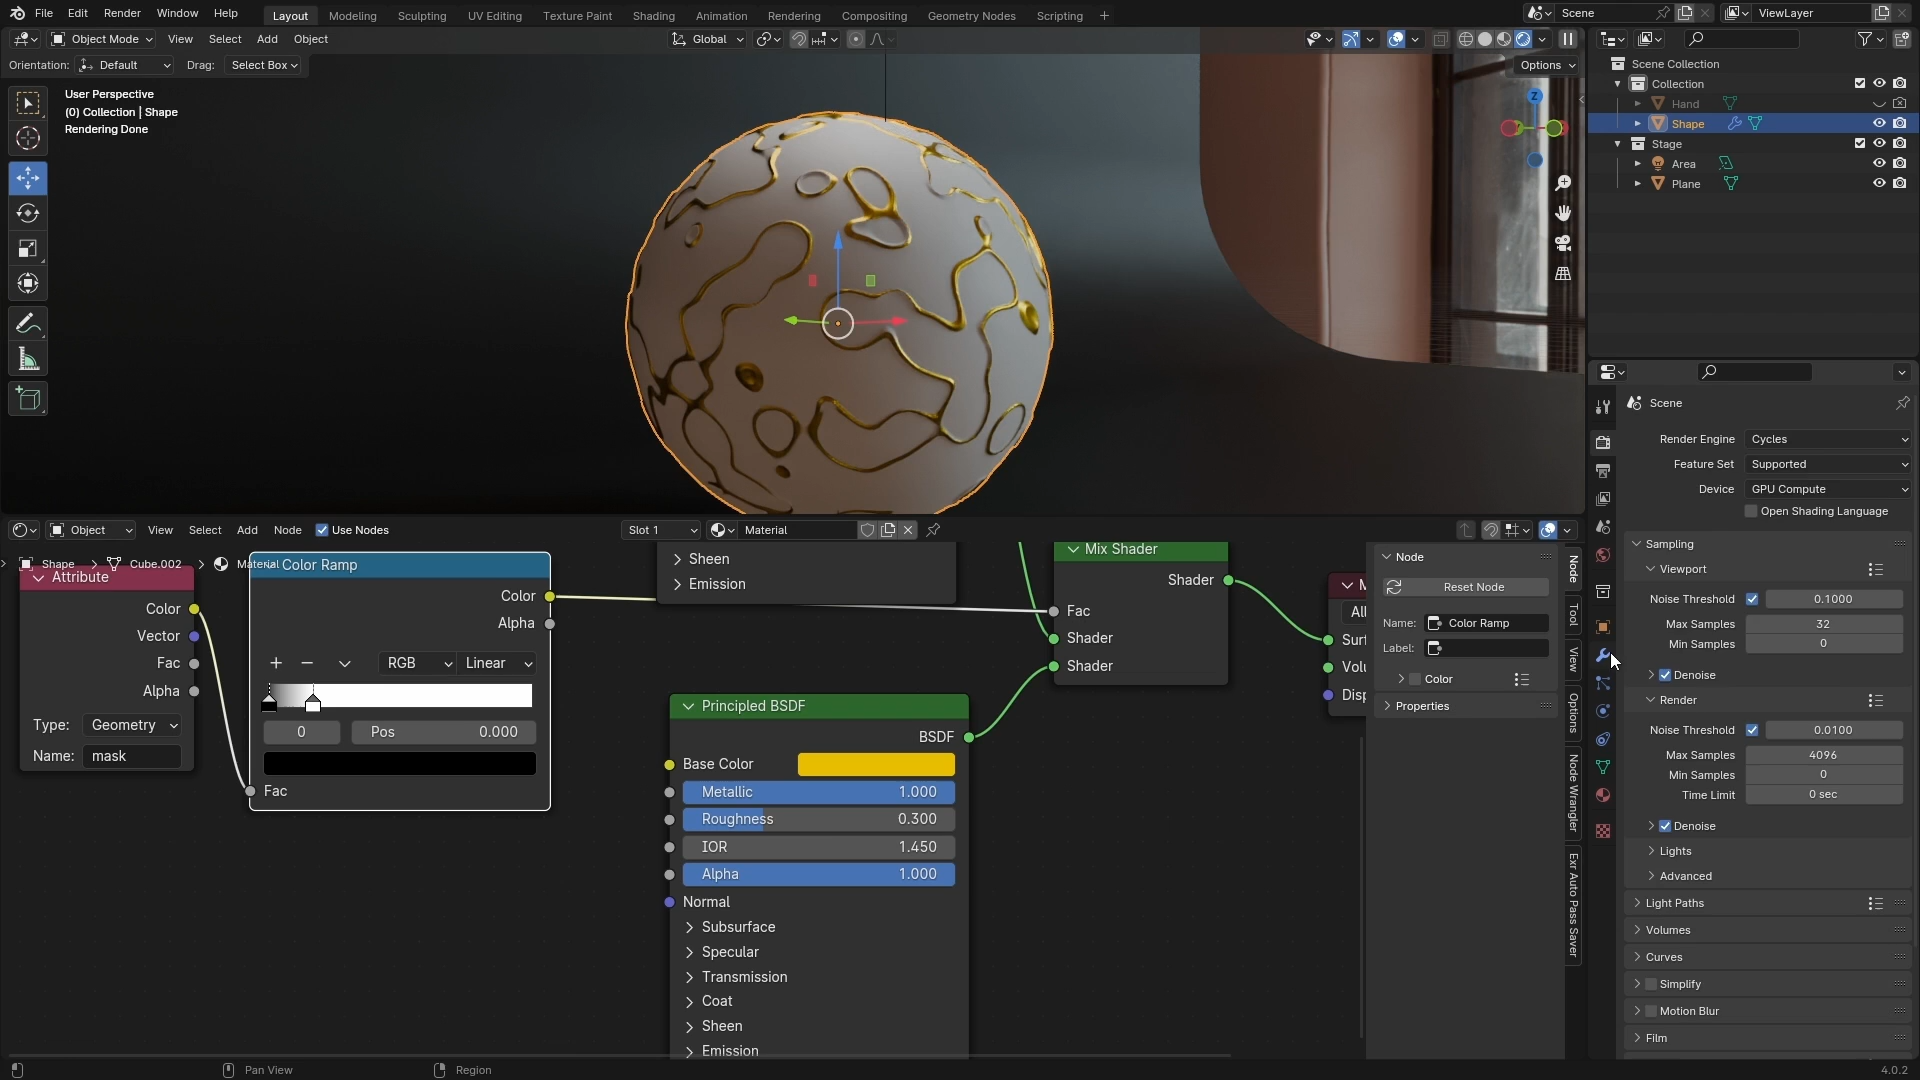 File Edit Render Window Help Layout Modeling Sculpting UV Editing Texture Paint Shading Animation Rendering Compositing Geometry Nodes Scripting + Scene ViewLayer
Object Mode View Select Add Object Global
Orientation: Default Drag: Select Box Options
User Perspective
(0) Collection | Shape
Rendering Done
Z
Scene Collection
Collection
Hand
Shape
Stage
Area
Plane
Scene
Render Engine Cycles
Feature Set Supported
Device GPU Compute
Open Shading Language
Sampling
Viewport
Noise Threshold 0.1000
Max Samples 32
Min Samples 0
Denoise
Render
Noise Threshold 0.0100
Max Samples 4096
Min Samples 0
Time Limit 0 sec
Denoise
Lights
Advanced
Light Paths
Volumes
Curves
Simplify
Motion Blur
Film
Object View Select Add Node Use Nodes Slot 1 Material
Shape Cube.002 Material
Attribute
Color
Vector
Fac
Alpha
Type: Geometry
Name: mask
Color Ramp
Color
Alpha
+ − RGB Linear
0 Pos 0.000
Fac
Sheen
Emission
Principled BSDF
BSDF
Base Color
Metallic 1.000
Roughness 0.300
IOR 1.450
Alpha 1.000
Normal
Subsurface
Specular
Transmission
Coat
Sheen
Emission
Mix Shader
Shader
Fac
Shader
Shader
M
All
Surf
Volu
Disp
Node
Reset Node
Name: Color Ramp
Label:
Color
Properties
Node
Tool
View
Options
Node Wrangler
Exr Auto Pass Saver
Pan View Region 4.0.2